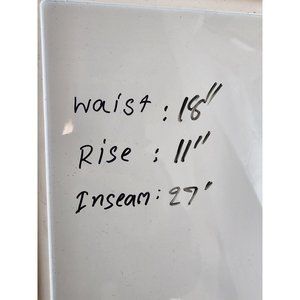 Waist : 18"
Rise : 11"
Inseam : 27"